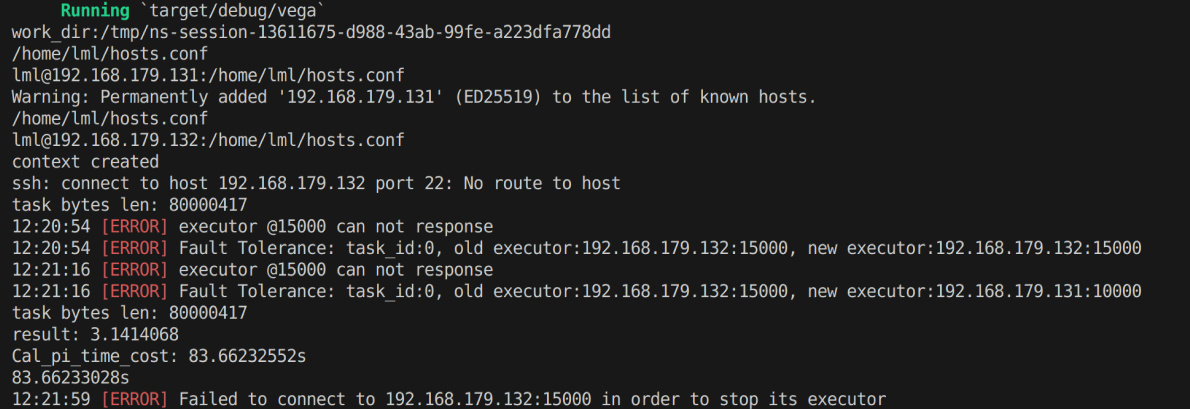 Running `target/debug/vega`
work_dir:/tmp/ns-session-13611675-d988-43ab-99fe-a223dfa778dd
/home/lml/hosts.conf
lml@192.168.179.131:/home/lml/hosts.conf
Warning: Permanently added '192.168.179.131' (ED25519) to the list of known hosts.
/home/lml/hosts.conf
lml@192.168.179.132:/home/lml/hosts.conf
context created
ssh: connect to host 192.168.179.132 port 22: No route to host
task bytes len: 80000417
12:20:54 [ERROR] executor @15000 can not response
12:20:54 [ERROR] Fault Tolerance: task_id:0, old executor:192.168.179.132:15000, new executor:192.168.179.132:15000
12:21:16 [ERROR] executor @15000 can not response
12:21:16 [ERROR] Fault Tolerance: task_id:0, old executor:192.168.179.132:15000, new executor:192.168.179.131:10000
task bytes len: 80000417
result: 3.1414068
Cal_pi_time_cost: 83.66232552s
83.66233028s
12:21:59 [ERROR] Failed to connect to 192.168.179.132:15000 in order to stop its executor